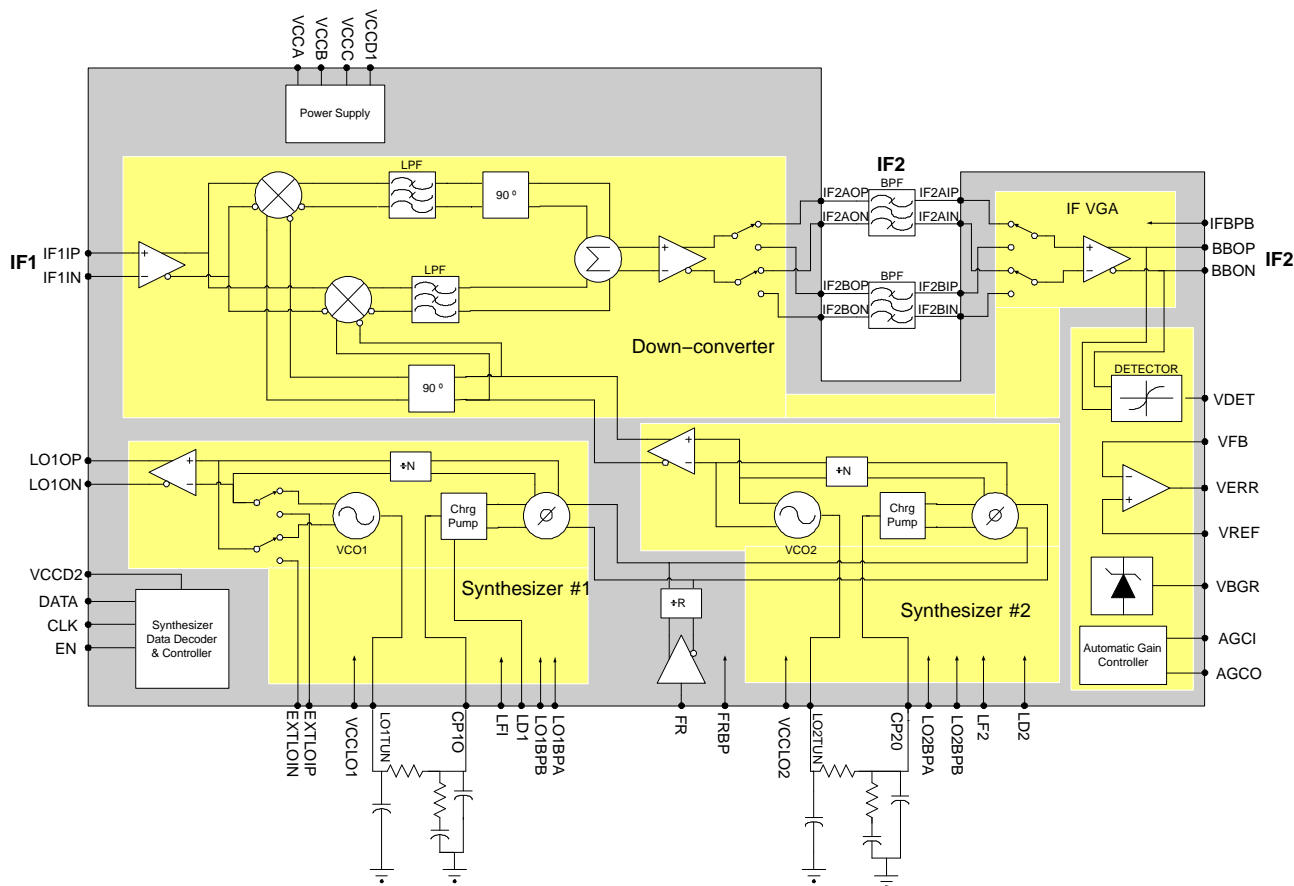 VCCA
VCCB
VCCC
VCCD1
Power Supply
LPF
90 º
IF2
BPF
IF2AOP
IF2AIP
IF2AON
IF2AIN
IF VGA
IFBPB
IF1
IF1IP
IF1IN
+
−
Σ
+
−
+
−
BBOP
BBON
IF2
LPF
BPF
IF2BOP
IF2BIP
IF2BON
IF2BIN
Down−converter
90 º
DETECTOR
VDET
LO1OP
LO1ON
+
−
÷N
Chrg
Pump
VCO1
Synthesizer #1
+
−
÷N
Chrg
Pump
VCO2
Synthesizer #2
VFB
−
+
VERR
VREF
VBGR
VCCD2
DATA
CLK
EN
Synthesizer
Data Decoder
& Controller
÷R
Automatic Gain
Controller
AGCI
AGCO
EXTLOIN
EXTLOIP
VCCLO1
LO1TUN
CP1O
LFI
LD1
LO1BPB
LO1BPA
FR
FRBP
VCCLO2
LO2TUN
CP20
LO2BPA
LO2BPB
LF2
LD2